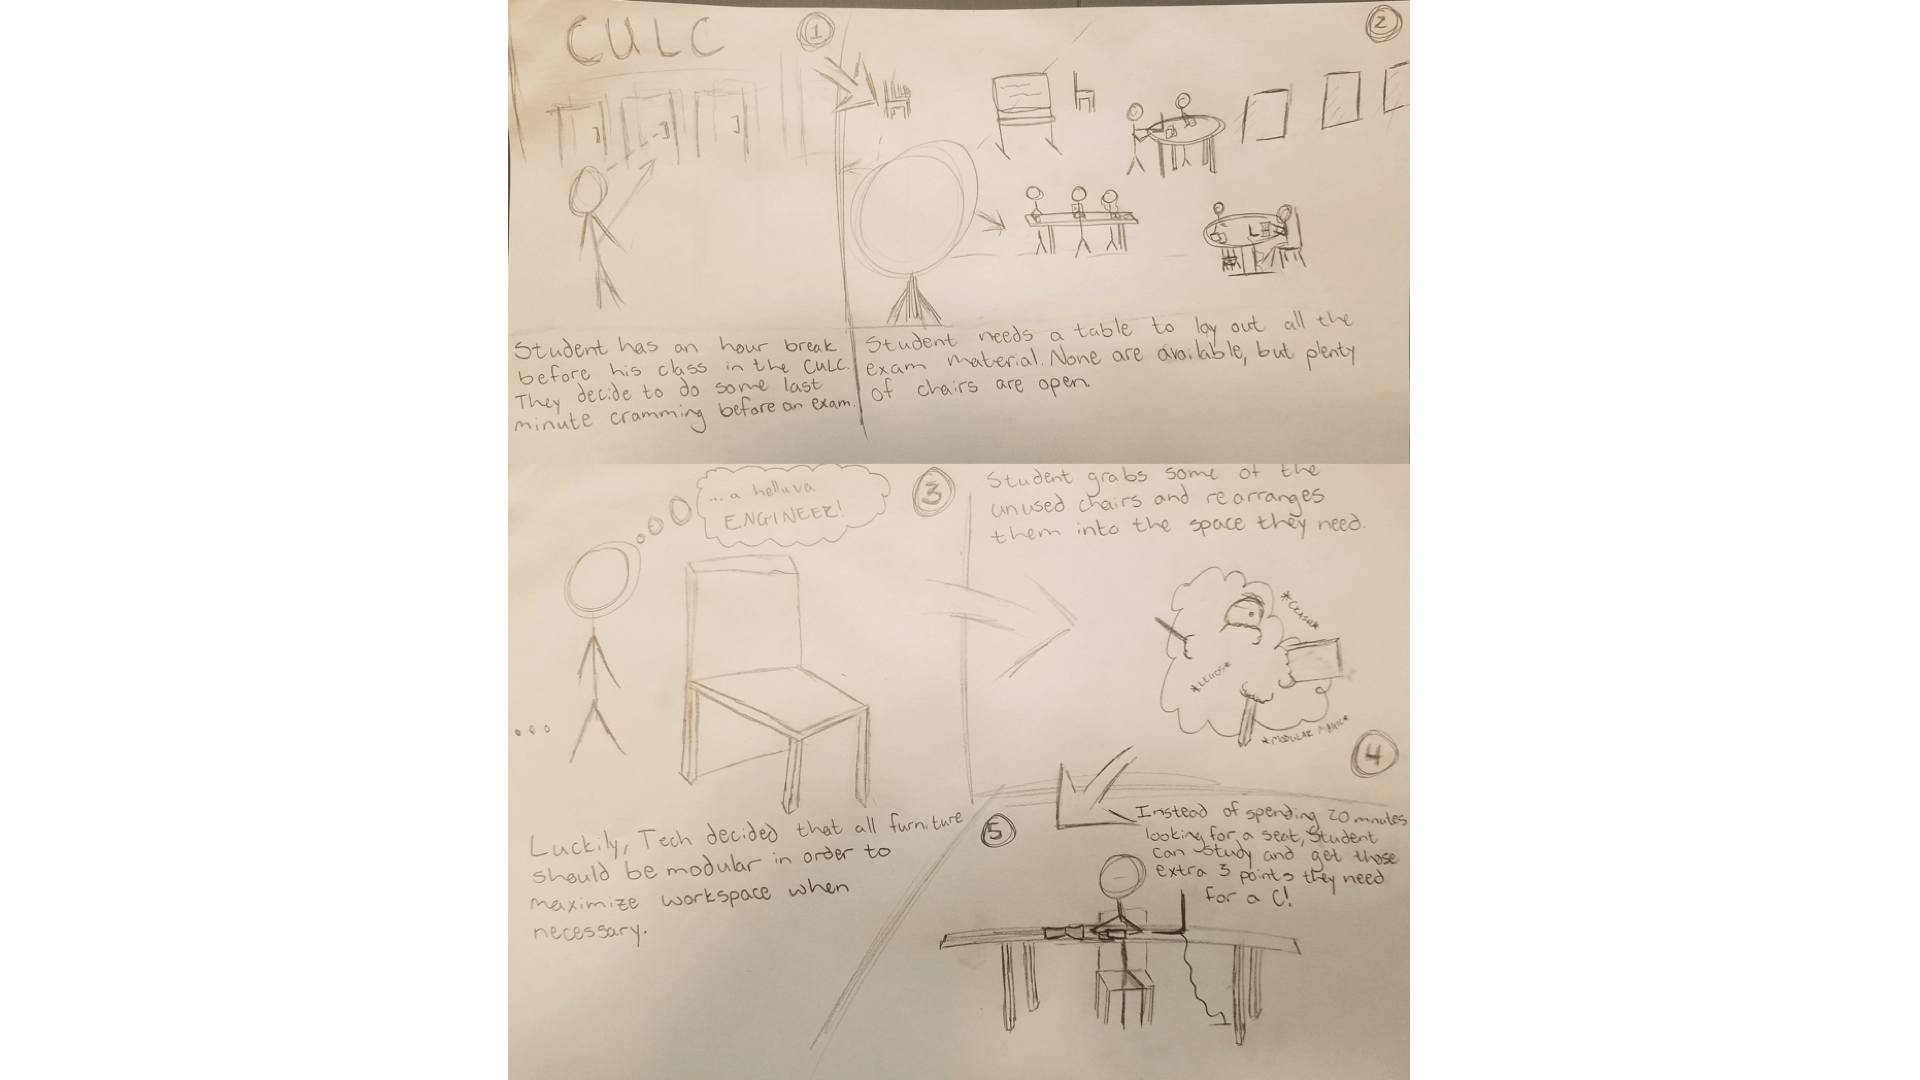 CULC
1
Student has an hour break
before his class in the CULC.
They decide to do some last
minute cramming before an exam.
2
Student needs a table to lay out all the
exam material. None are available, but plenty
of chairs are open.
3
...a helluva
ENGINEER!
...
Luckily, Tech decided that all furniture
should be modular in order to
maximize workspace when
necessary.
Student grabs some of the
unused chairs and rearranges
them into the space they need.
*CRASH*
*LEGOS*
*MODULAR MAGIC*
4
5
Instead of spending 20 minutes
looking for a seat, Student
can study and get those
extra 3 points they need
for a C!